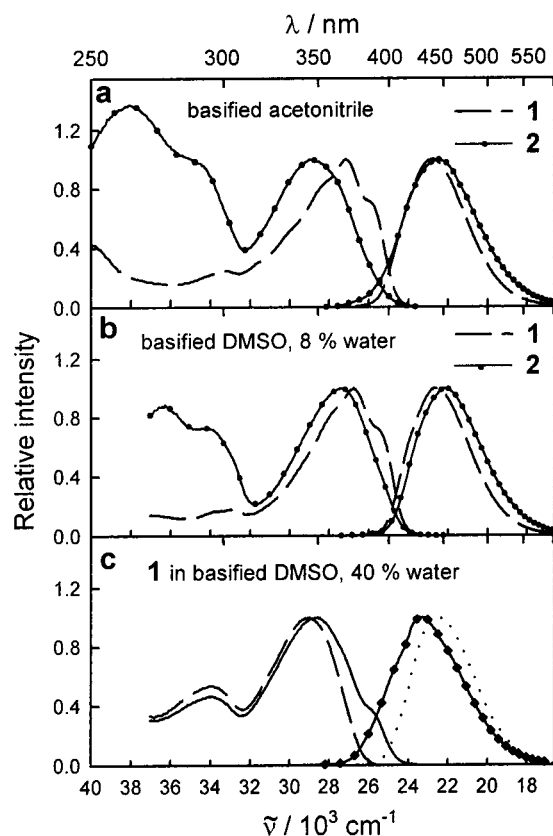 λ / nm
250 300 350 400 450 500 550
a
basified acetonitrile
1
2
1.2
0.8
0.4
0.0
b
basified DMSO, 8 % water
1
2
1.2
0.8
0.4
0.0
Relative intensity
c
1 in basified DMSO, 40 % water
1.2
0.8
0.4
0.0
40 36 34 32 30 28 26 24 22 20 18
ṽ / 10³ cm⁻¹